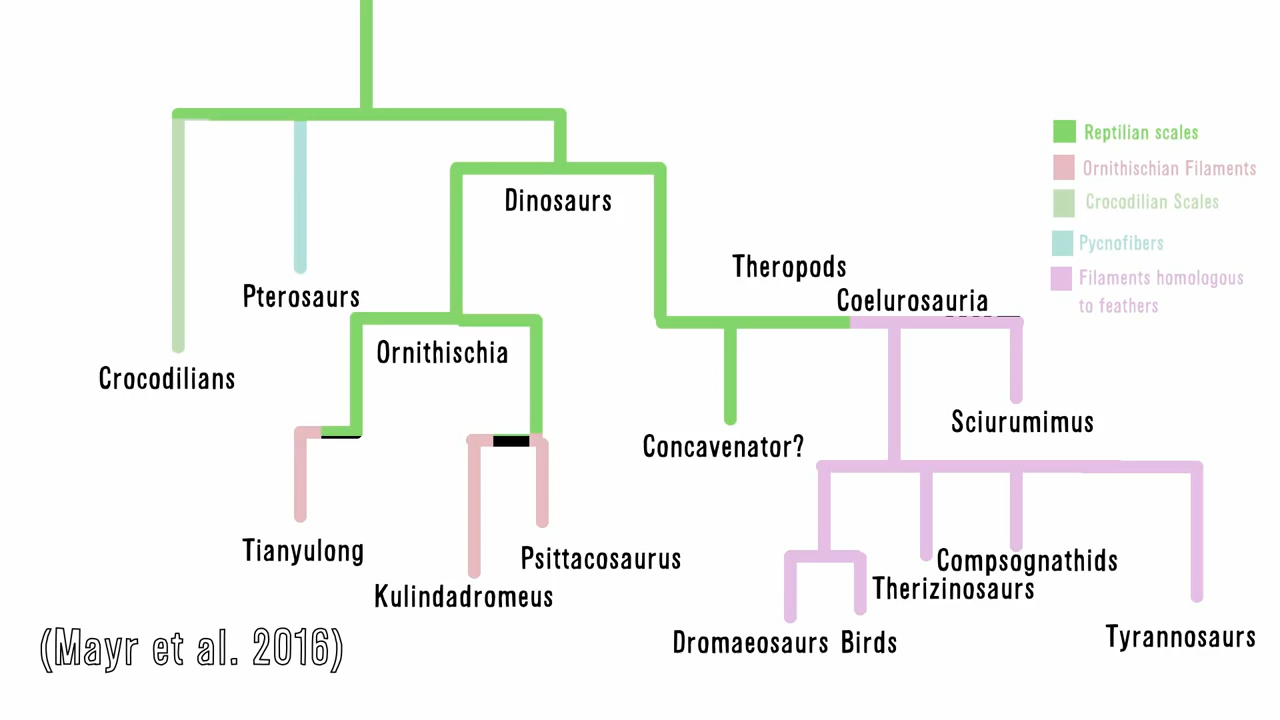 Reptilian scales
Ornithischian Filaments
Crocodilian Scales
Dinosaurs
Pycnofibers
Theropods
Filaments homologous
to feathers
Pterosaurs
Coelurosauria
Ornithischia
Crocodilians
Sciurumimus
Concavenator?
Tianyulong
Psittacosaurus
Compsognathids
Therizinosaurs
Kulindadromeus
Dromaeosaurs
Birds
Tyrannosaurs
(Mayr et al. 2016)